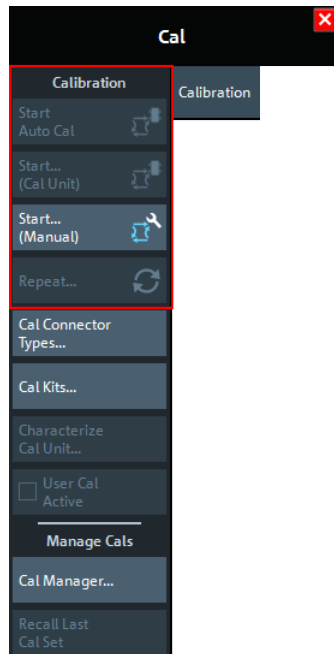 Cal
Calibration
Calibration
Start
Auto Cal
Start...
(Cal Unit)
Start...
(Manual)
Repeat...
Cal Connector
Types...
Cal Kits...
Characterize
Cal Unit...
User Cal
Active
Manage Cals
Cal Manager...
Recall Last
Cal Set